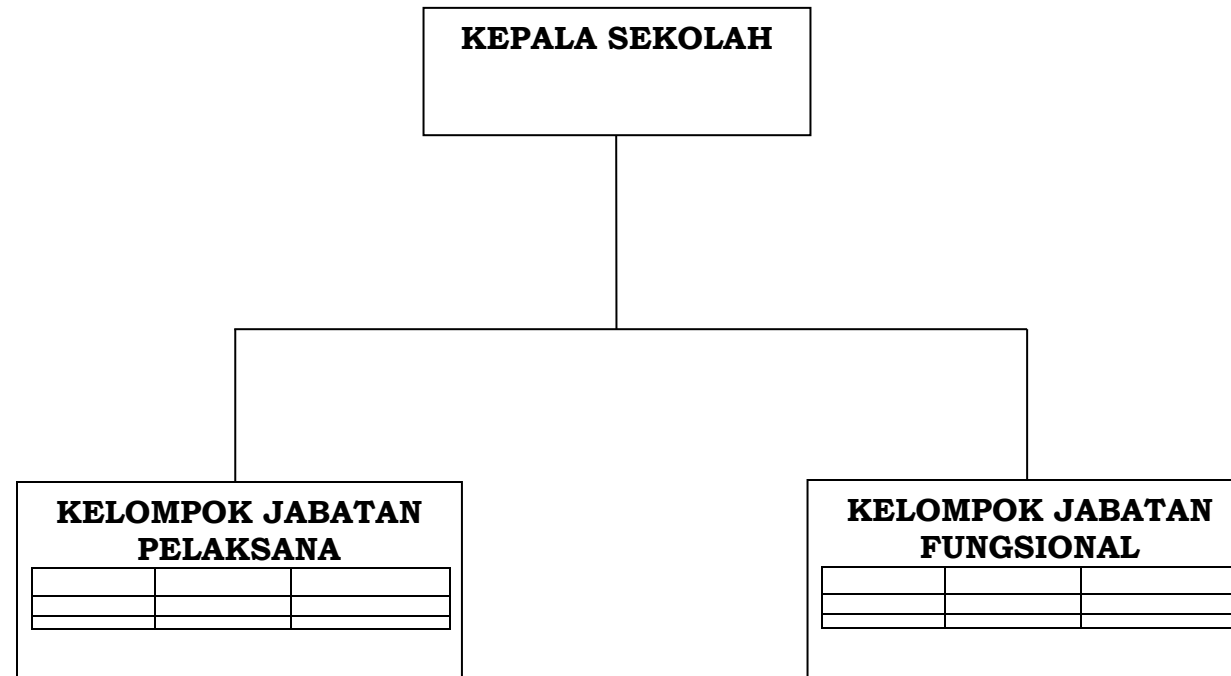 KEPALA SEKOLAH
KELOMPOK JABATAN
PELAKSANA
KELOMPOK JABATAN
FUNGSIONAL